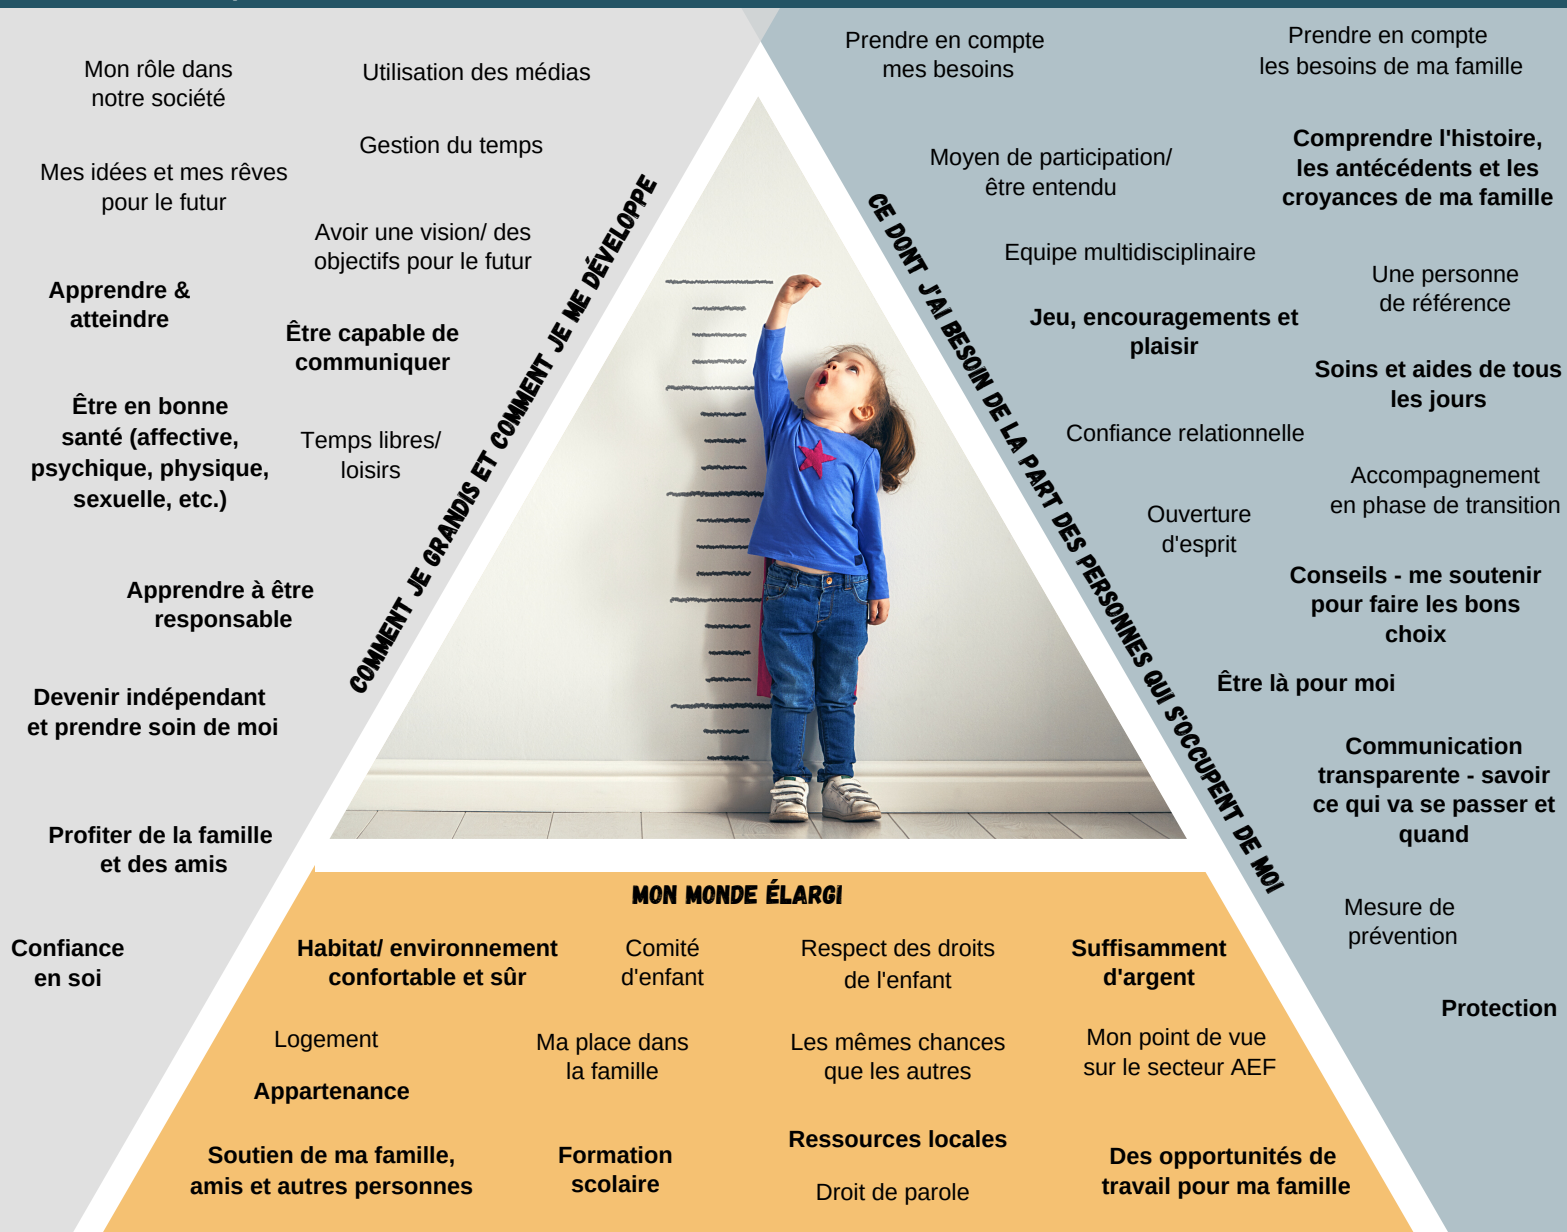 Mon rôle dans
notre société
Utilisation des médias
Gestion du temps
Mes idées et mes rêves
pour le futur
Avoir une vision/ des
objectifs pour le futur
Apprendre &
atteindre
Être capable de
communiquer
Être en bonne
santé (affective,
psychique, physique,
sexuelle, etc.)
Temps libres/
loisirs
Apprendre à être
responsable
Devenir indépendant
et prendre soin de moi
Profiter de la famille
et des amis
Confiance
en soi
COMMENT JE GRANDIS ET COMMENT JE ME DÉVELOPPE
Prendre en compte
mes besoins
Prendre en compte
les besoins de ma famille
Moyen de participation/
être entendu
Comprendre l'histoire,
les antécédents et les
croyances de ma famille
Equipe multidisciplinaire
Une personne
de référence
Jeu, encouragements et
plaisir
Soins et aides de tous
les jours
Confiance relationnelle
Accompagnement
en phase de transition
Ouverture
d'esprit
Conseils - me soutenir
pour faire les bons
choix
Être là pour moi
Communication
transparente - savoir
ce qui va se passer et
quand
Mesure de
prévention
Protection
CE DONT J'AI BESOIN DE LA PART DES PERSONNES QUI S'OCCUPENT DE MOI
MON MONDE ÉLARGI
Habitat/ environnement
confortable et sûr
Comité
d'enfant
Respect des droits
de l'enfant
Suffisamment
d'argent
Logement
Ma place dans
la famille
Les mêmes chances
que les autres
Mon point de vue
sur le secteur AEF
Appartenance
Soutien de ma famille,
amis et autres personnes
Formation
scolaire
Ressources locales
Droit de parole
Des opportunités de
travail pour ma famille